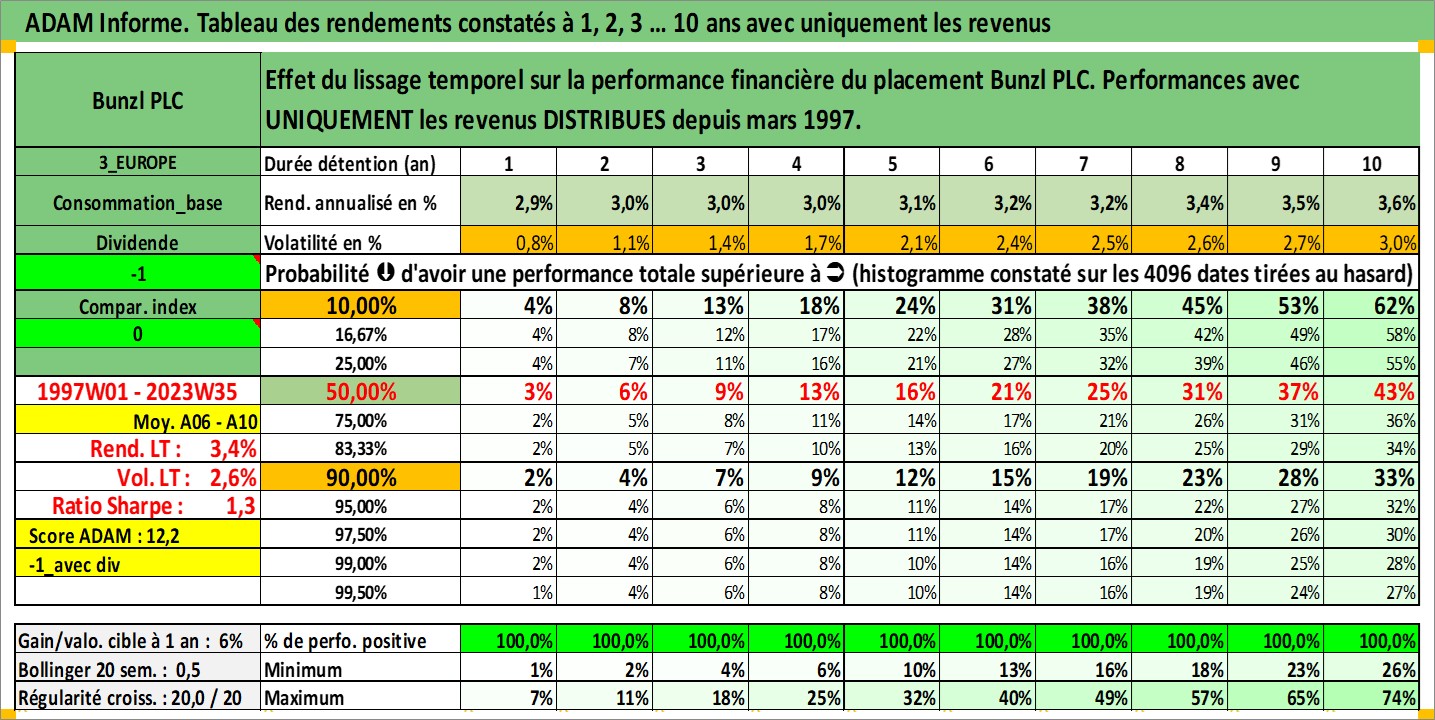 ADAM Informe. Tableau des rendements constatés à 1, 2, 3 ... 10 ans avec uniquement les revenus
Bunzl PLC
Effet du lissage temporel sur la performance financière du placement Bunzl PLC. Performances avec
UNIQUEMENT les revenus DISTRIBUES depuis mars 1997.
3_EUROPE Durée détention (an) 1 2 3 4 5 6 7 8 9 10
Consommation_base Rend. annualisé en % 2,9% 3,0% 3,0% 3,0% 3,1% 3,2% 3,2% 3,4% 3,5% 3,6%
Dividende Volatilité en % 0,8% 1,1% 1,4% 1,7% 2,1% 2,4% 2,5% 2,6% 2,7% 3,0%
-1 Probabilité ⮋ d'avoir une performance totale supérieure à ⮊ (histogramme constaté sur les 4096 dates tirées au hasard)
Compar. index 10,00% 4% 8% 13% 18% 24% 31% 38% 45% 53% 62%
0 16,67% 4% 8% 12% 17% 22% 28% 35% 42% 49% 58%
25,00% 4% 7% 11% 16% 21% 27% 32% 39% 46% 55%
1997W01 - 2023W35 50,00% 3% 6% 9% 13% 16% 21% 25% 31% 37% 43%
Moy. A06 - A10 75,00% 2% 5% 8% 11% 14% 17% 21% 26% 31% 36%
Rend. LT : 3,4% 83,33% 2% 5% 7% 10% 13% 16% 20% 25% 29% 34%
Vol. LT : 2,6% 90,00% 2% 4% 7% 9% 12% 15% 19% 23% 28% 33%
Ratio Sharpe : 1,3 95,00% 2% 4% 6% 8% 11% 14% 17% 22% 27% 32%
Score ADAM : 12,2 97,50% 2% 4% 6% 8% 11% 14% 17% 20% 26% 30%
-1_avec div 99,00% 2% 4% 6% 8% 10% 14% 16% 19% 25% 28%
99,50% 1% 4% 6% 8% 10% 14% 16% 19% 24% 27%
Gain/valo. cible à 1 an : 6% % de perfo. positive 100,0% 100,0% 100,0% 100,0% 100,0% 100,0% 100,0% 100,0% 100,0% 100,0%
Bollinger 20 sem. : 0,5 Minimum 1% 2% 4% 6% 10% 13% 16% 18% 23% 26%
Régularité croiss. : 20,0 / 20 Maximum 7% 11% 18% 25% 32% 40% 49% 57% 65% 74%